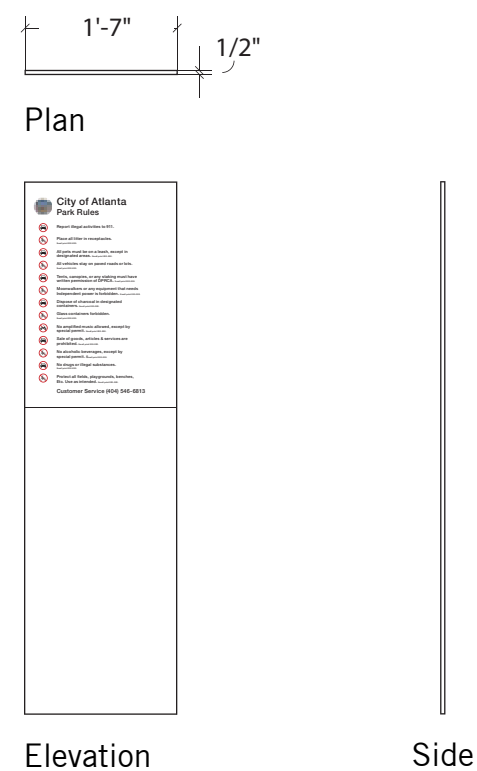 1'-7"
1/2"
Plan
City of Atlanta
Park Rules
Report illegal activities to 911.
Place all litter in receptacles.
All pets must be on a leash, except in
designated areas.
All vehicles stay on paved roads or lots.
Tents, canopies, or any staking must have
written permission of DPRCA.
Moonwalkers or any equipment that needs
independent power is forbidden.
Dispose of charcoal in designated
containers.
Glass containers forbidden.
No amplified music allowed, except by
special permit.
Sale of goods, articles & services are
prohibited.
No alcoholic beverages, except by
special permit.
No drugs or illegal substances.
Protect all fields, playgrounds, benches,
Etc. Use as intended.
Customer Service (404) 546-6813
Elevation
Side